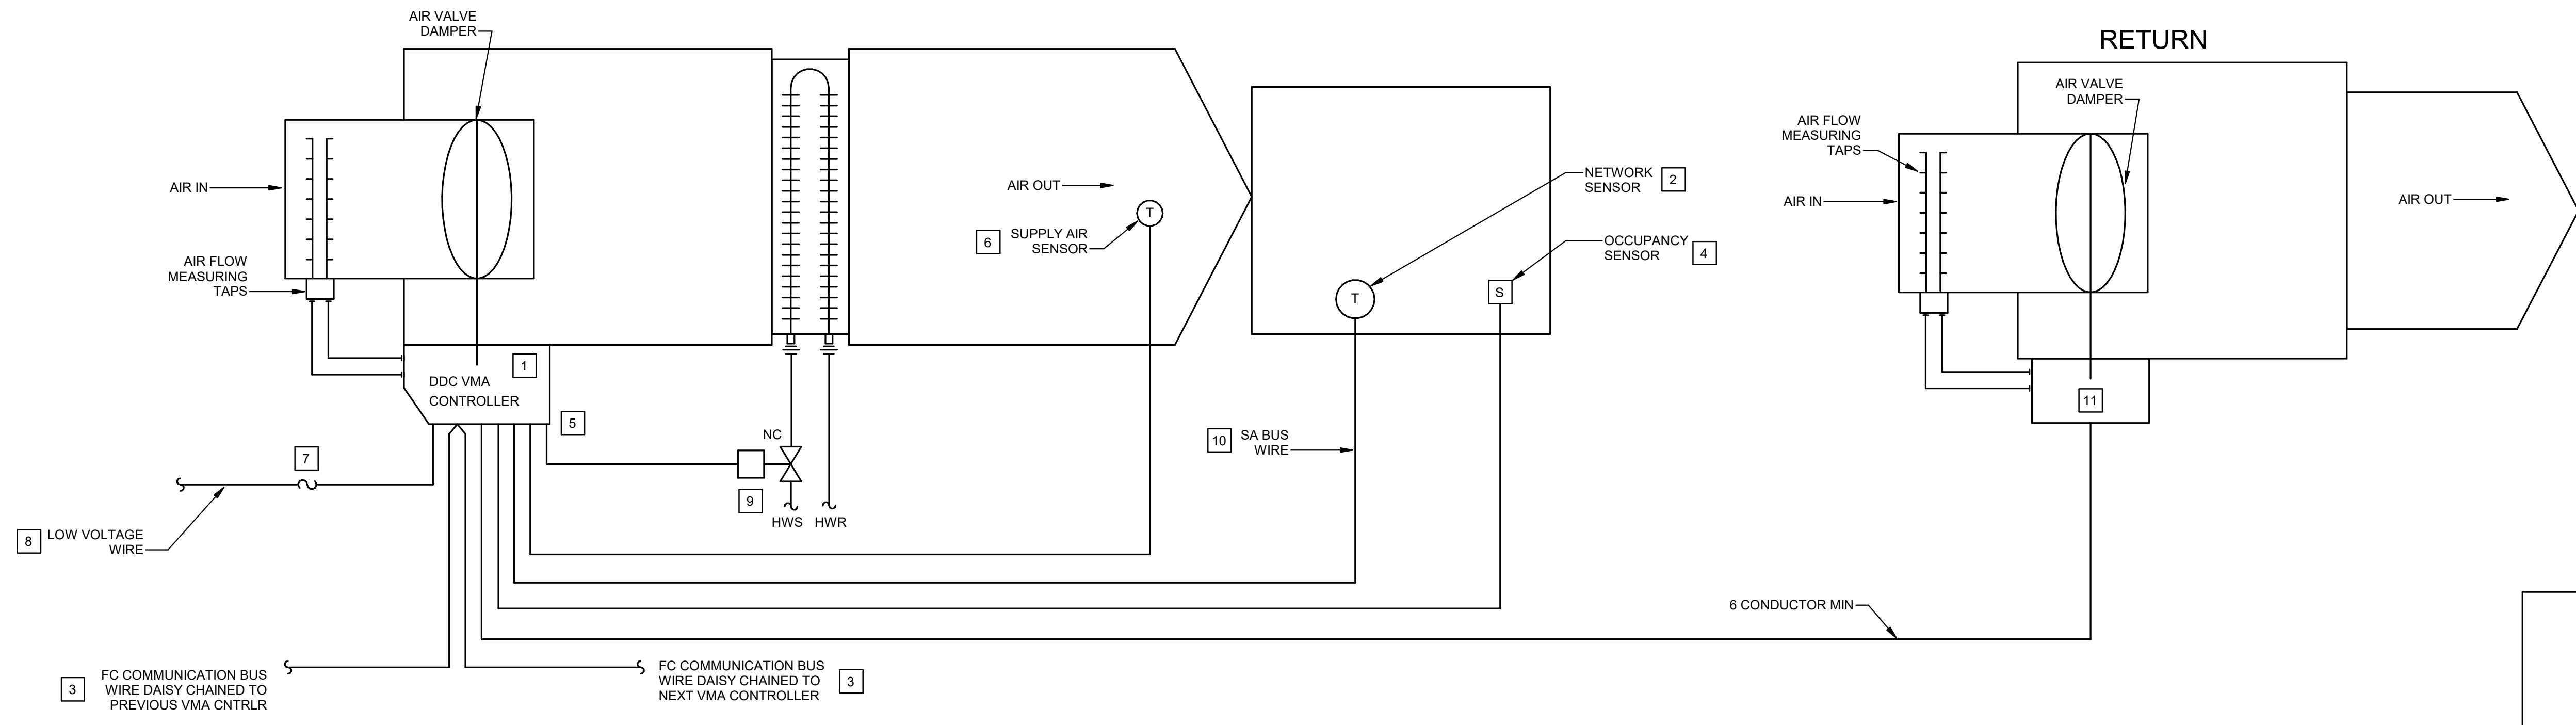 AIR VALVE
DAMPER
AIR IN
AIR FLOW
MEASURING
TAPS
1
DDC VMA
CONTROLLER
5
7
8
LOW VOLTAGE
WIRE
3
FC COMMUNICATION BUS
WIRE DAISY CHAINED TO
PREVIOUS VMA CNTRLR
FC COMMUNICATION BUS
WIRE DAISY CHAINED TO
NEXT VMA CONTROLLER
3
NC
9
HWS
HWR
AIR OUT
T
6
SUPPLY AIR
SENSOR
NETWORK
SENSOR
2
OCCUPANCY
SENSOR
4
T
S
10
SA BUS
WIRE
RETURN
AIR VALVE
DAMPER
AIR FLOW
MEASURING
TAPS
AIR IN
AIR OUT
11
6 CONDUCTOR MIN